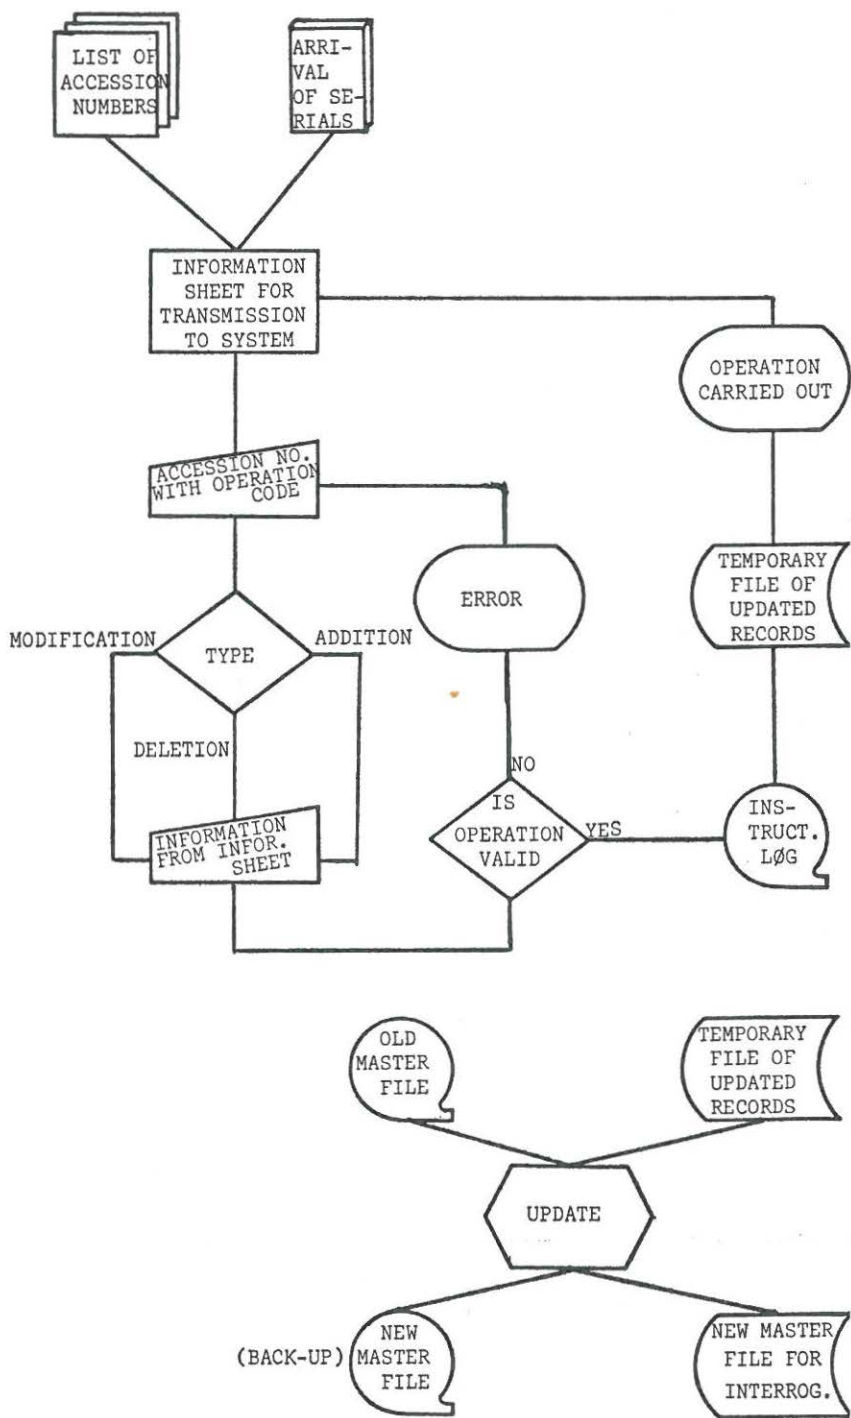 LIST OF
ACCESSION
NUMBERS
ARRI-
VAL
OF SE-
RIALS
INFORMATION
SHEET FOR
TRANSMISSION
TO SYSTEM
OPERATION
CARRIED OUT
ACCESSION NO.
WITH OPERATION
CODE
ERROR
TEMPORARY
FILE OF
UPDATED
RECORDS
MODIFICATION
TYPE
ADDITION
DELETION
NO
IS
OPERATION
VALID
YES
INS-
TRUCT.
LØG
INFORMATION
FROM INFOR.
SHEET
OLD
MASTER
FILE
TEMPORARY
FILE OF
UPDATED
RECORDS
UPDATE
(BACK-UP)
NEW
MASTER
FILE
NEW MASTER
FILE FOR
INTERROG.